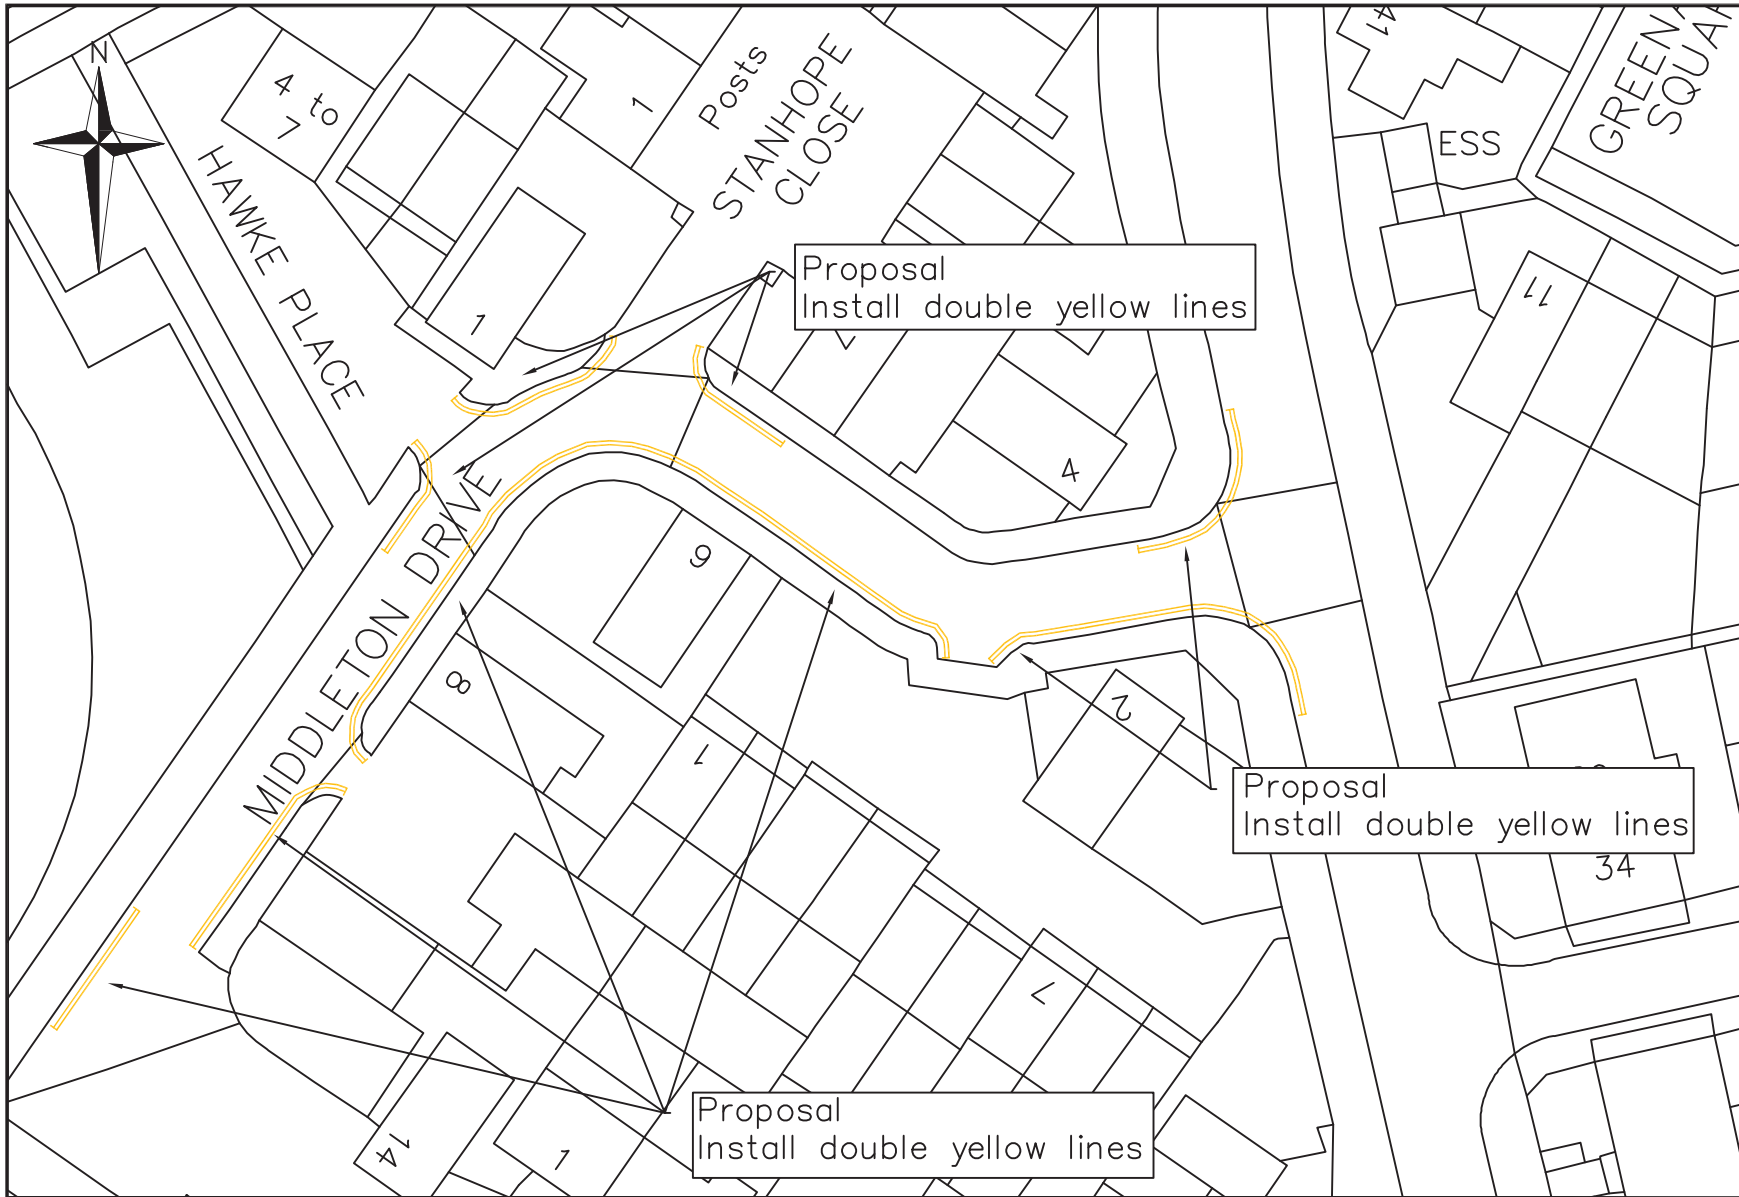 N
4 to
7
HAWKE PLACE
1
Posts
STANHOPE
CLOSE
41
ESS
SQUA
11
Proposal
Install double yellow lines
1
7
4
MIDDLETON DRIVE
9
8
1
2
Proposal
Install double yellow lines
34
7
14
1
Proposal
Install double yellow lines